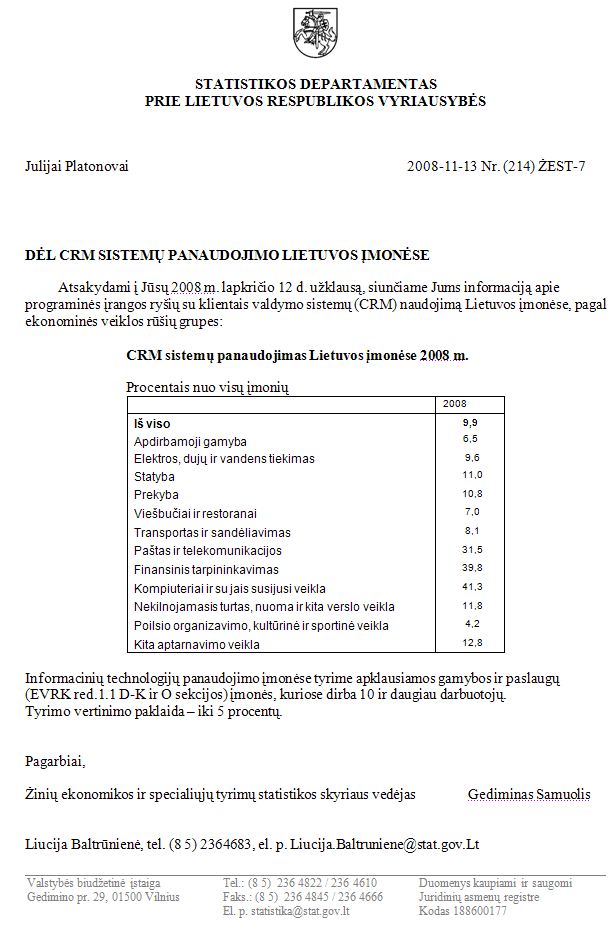 STATISTIKOS DEPARTAMENTAS
PRIE LIETUVOS RESPUBLIKOS VYRIAUSYBĖS
Julijai Platonovai 2008-11-13 Nr. (214) ŽEST-7
DĖL CRM SISTEMŲ PANAUDOJIMO LIETUVOS ĮMONĖSE
Atsakydami į Jūsų 2008 m. lapkričio 12 d. užklausą, siunčiame Jums informaciją apie
programinės įrangos ryšių su klientais valdymo sistemų (CRM) naudojimą Lietuvos įmonėse, pagal
ekonominės veiklos rūšių grupes:
CRM sistemų panaudojimas Lietuvos įmonėse 2008 m.
Procentais nuo visų įmonių
2008
Iš viso 9,9
Apdirbamoji gamyba 6,5
Elektros, dujų ir vandens tiekimas 9,6
Statyba 11,0
Prekyba 10,8
Viešbučiai ir restoranai 7,0
Transportas ir sandėliavimas 8,1
Paštas ir telekomunikacijos 31,5
Finansinis tarpininkavimas 39,8
Kompiuteriai ir su jais susijusi veikla 41,3
Nekilnojamasis turtas, nuoma ir kita verslo veikla 11,8
Poilsio organizavimo, kultūrinė ir sportinė veikla 4,2
Kita aptarnavimo veikla 12,8
Informacinių technologijų panaudojimo įmonėse tyrime apklausiamos gamybos ir paslaugų
(EVRK red.1.1 D-K ir O sekcijos) įmonės, kuriose dirba 10 ir daugiau darbuotojų.
Tyrimo vertinimo paklaida – iki 5 procentų.
Pagarbiai,
Žinių ekonomikos ir specialiųjų tyrimų statistikos skyriaus vedėjas Gediminas Samuolis
Liucija Baltrūnienė, tel. (8 5) 2364683, el. p. Liucija.Baltruniene@stat.gov.Lt
Valstybės biudžetinė įstaiga Tel.: (8 5) 236 4822 / 236 4610 Duomenys kaupiami ir saugomi
Gedimino pr. 29, 01500 Vilnius Faks.: (8 5) 236 4845 / 236 4666 Juridinių asmenų registre
El. p. statistika@stat.gov.lt Kodas 188600177